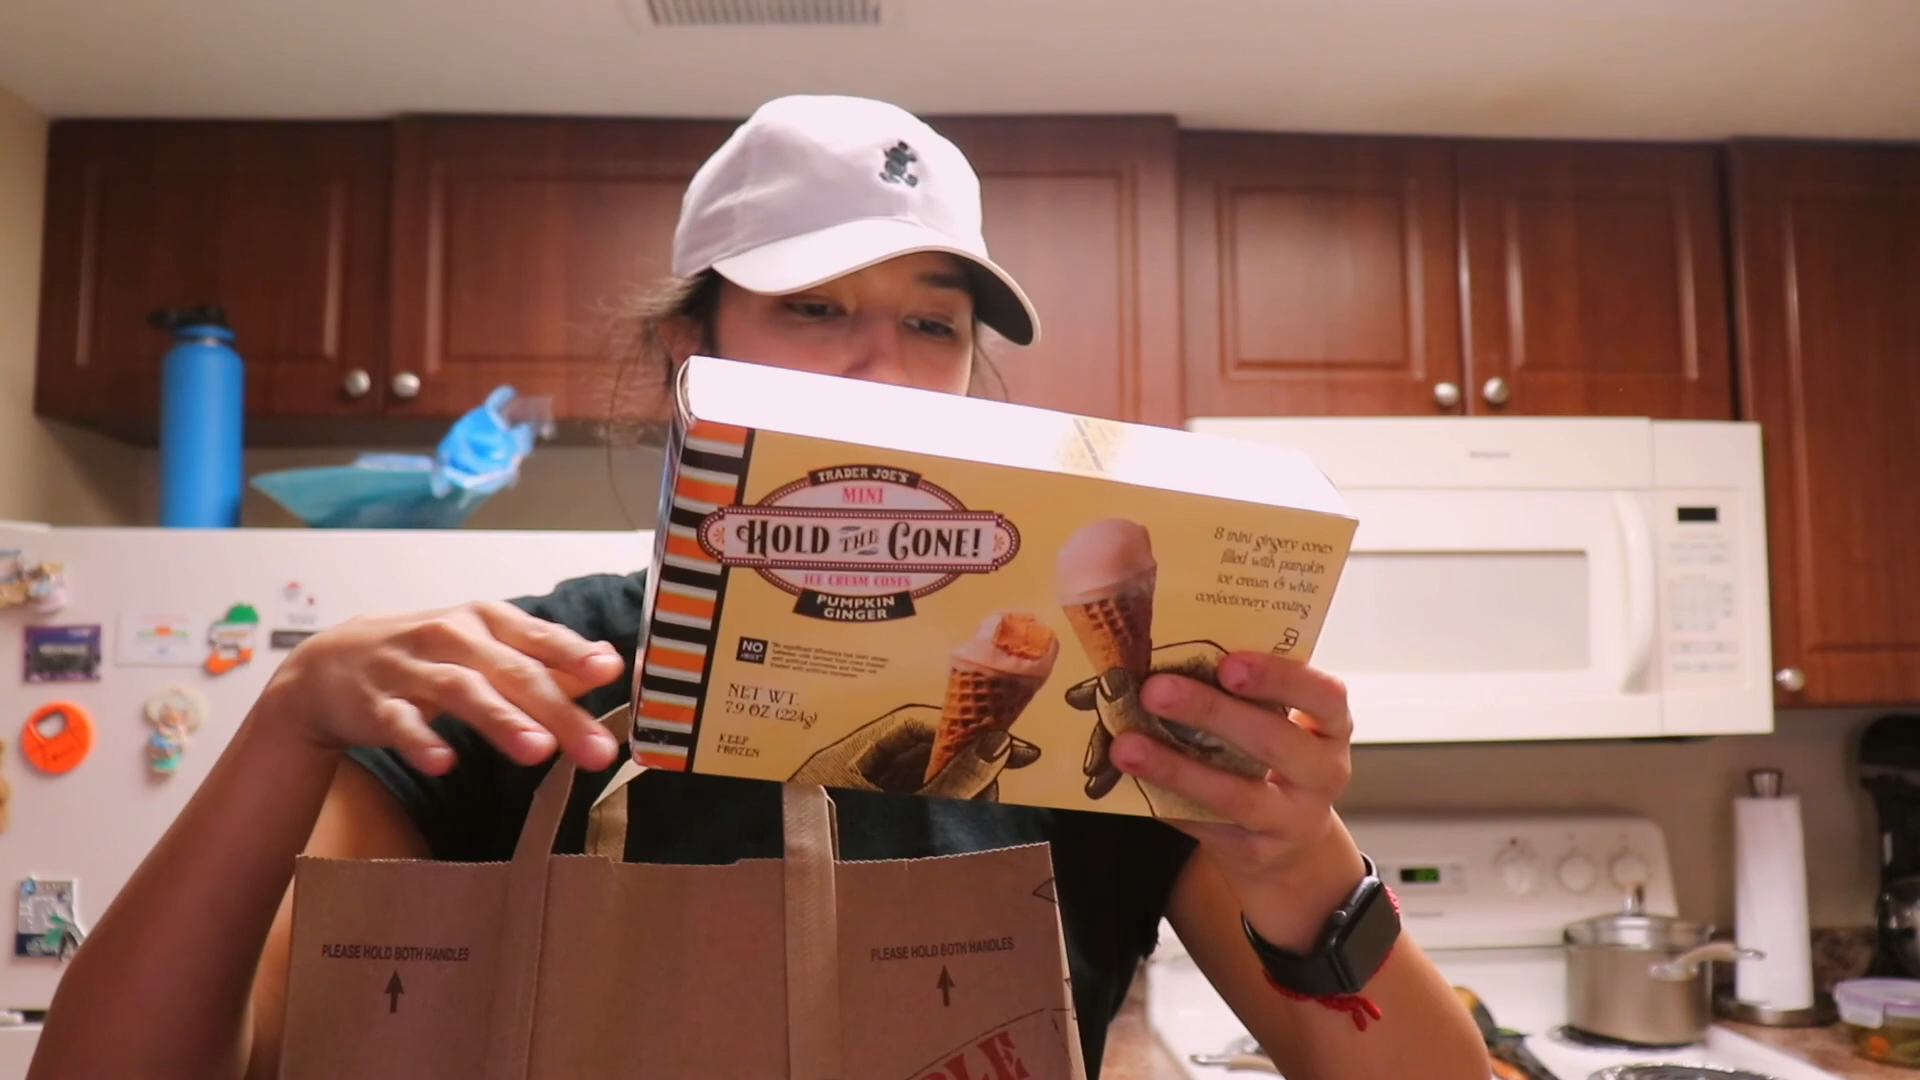 TRADER JOE'S
MINI
HOLD THE CONE!
ICE CREAM CONES
PUMPKIN
GINGER
8 mini gingery cones
filled with pumpkin
ice cream & white
confectionery coating
NO
NET WT.
7.9 OZ (224g)
KEEP
FROZEN
PLEASE HOLD BOTH HANDLES
PLEASE HOLD BOTH HANDLES